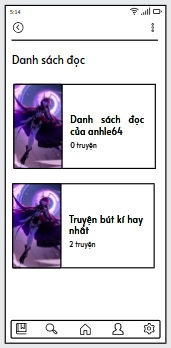 5:14
Danh sách đọc
Danh sách đọc
của anhle64
0 truyện
Truyện bút kí hay
nhất
2 truyện